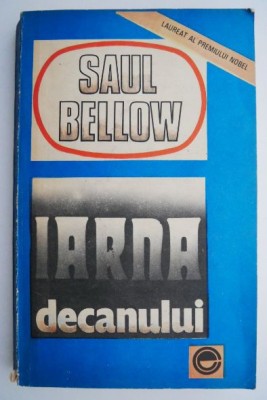 LAUREAT AL PREMIULUI NOBEL
SAUL
BELLOW
IARNA
decanului
e